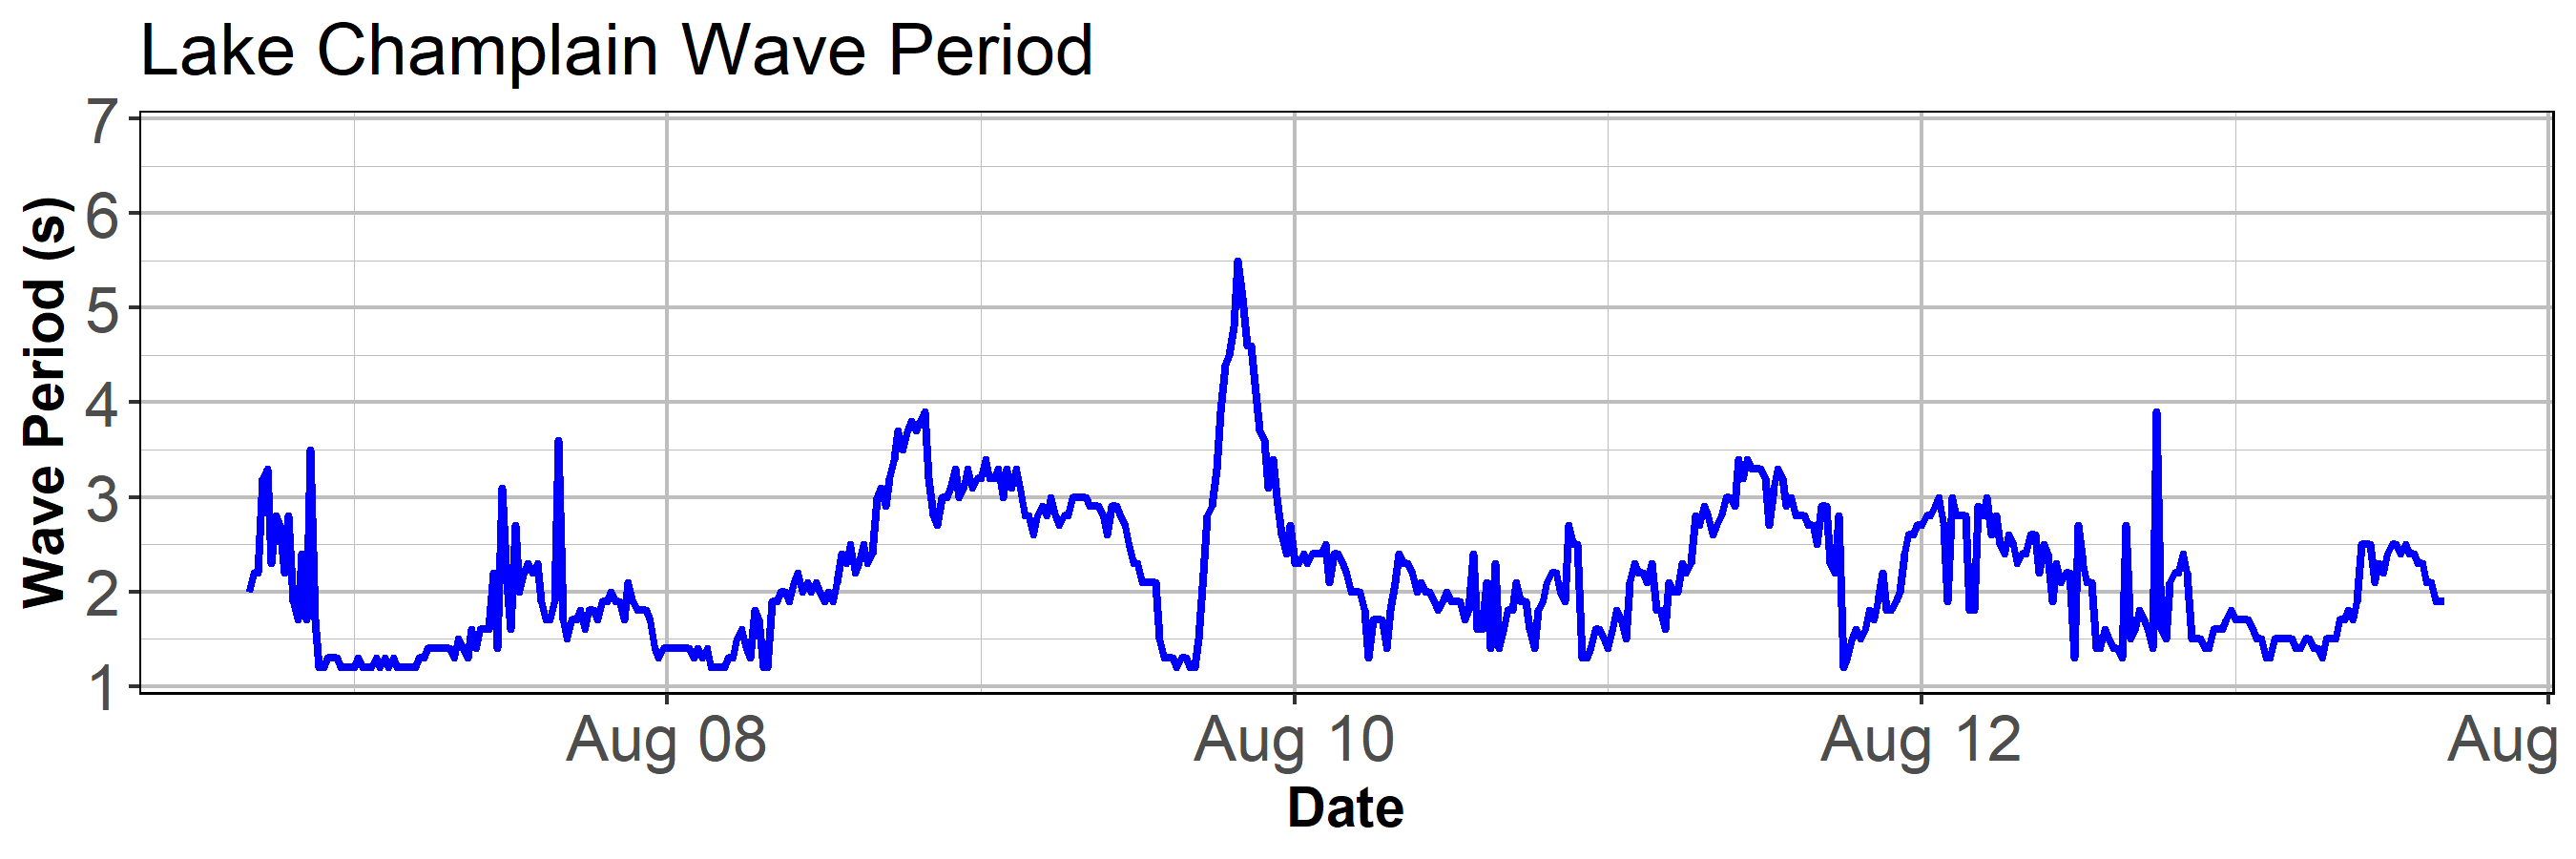 Lake Champlain Wave Period
Wave Period (s)
7
6
5
4
3
2
1
Aug 08
Aug 10
Aug 12
Aug
Date